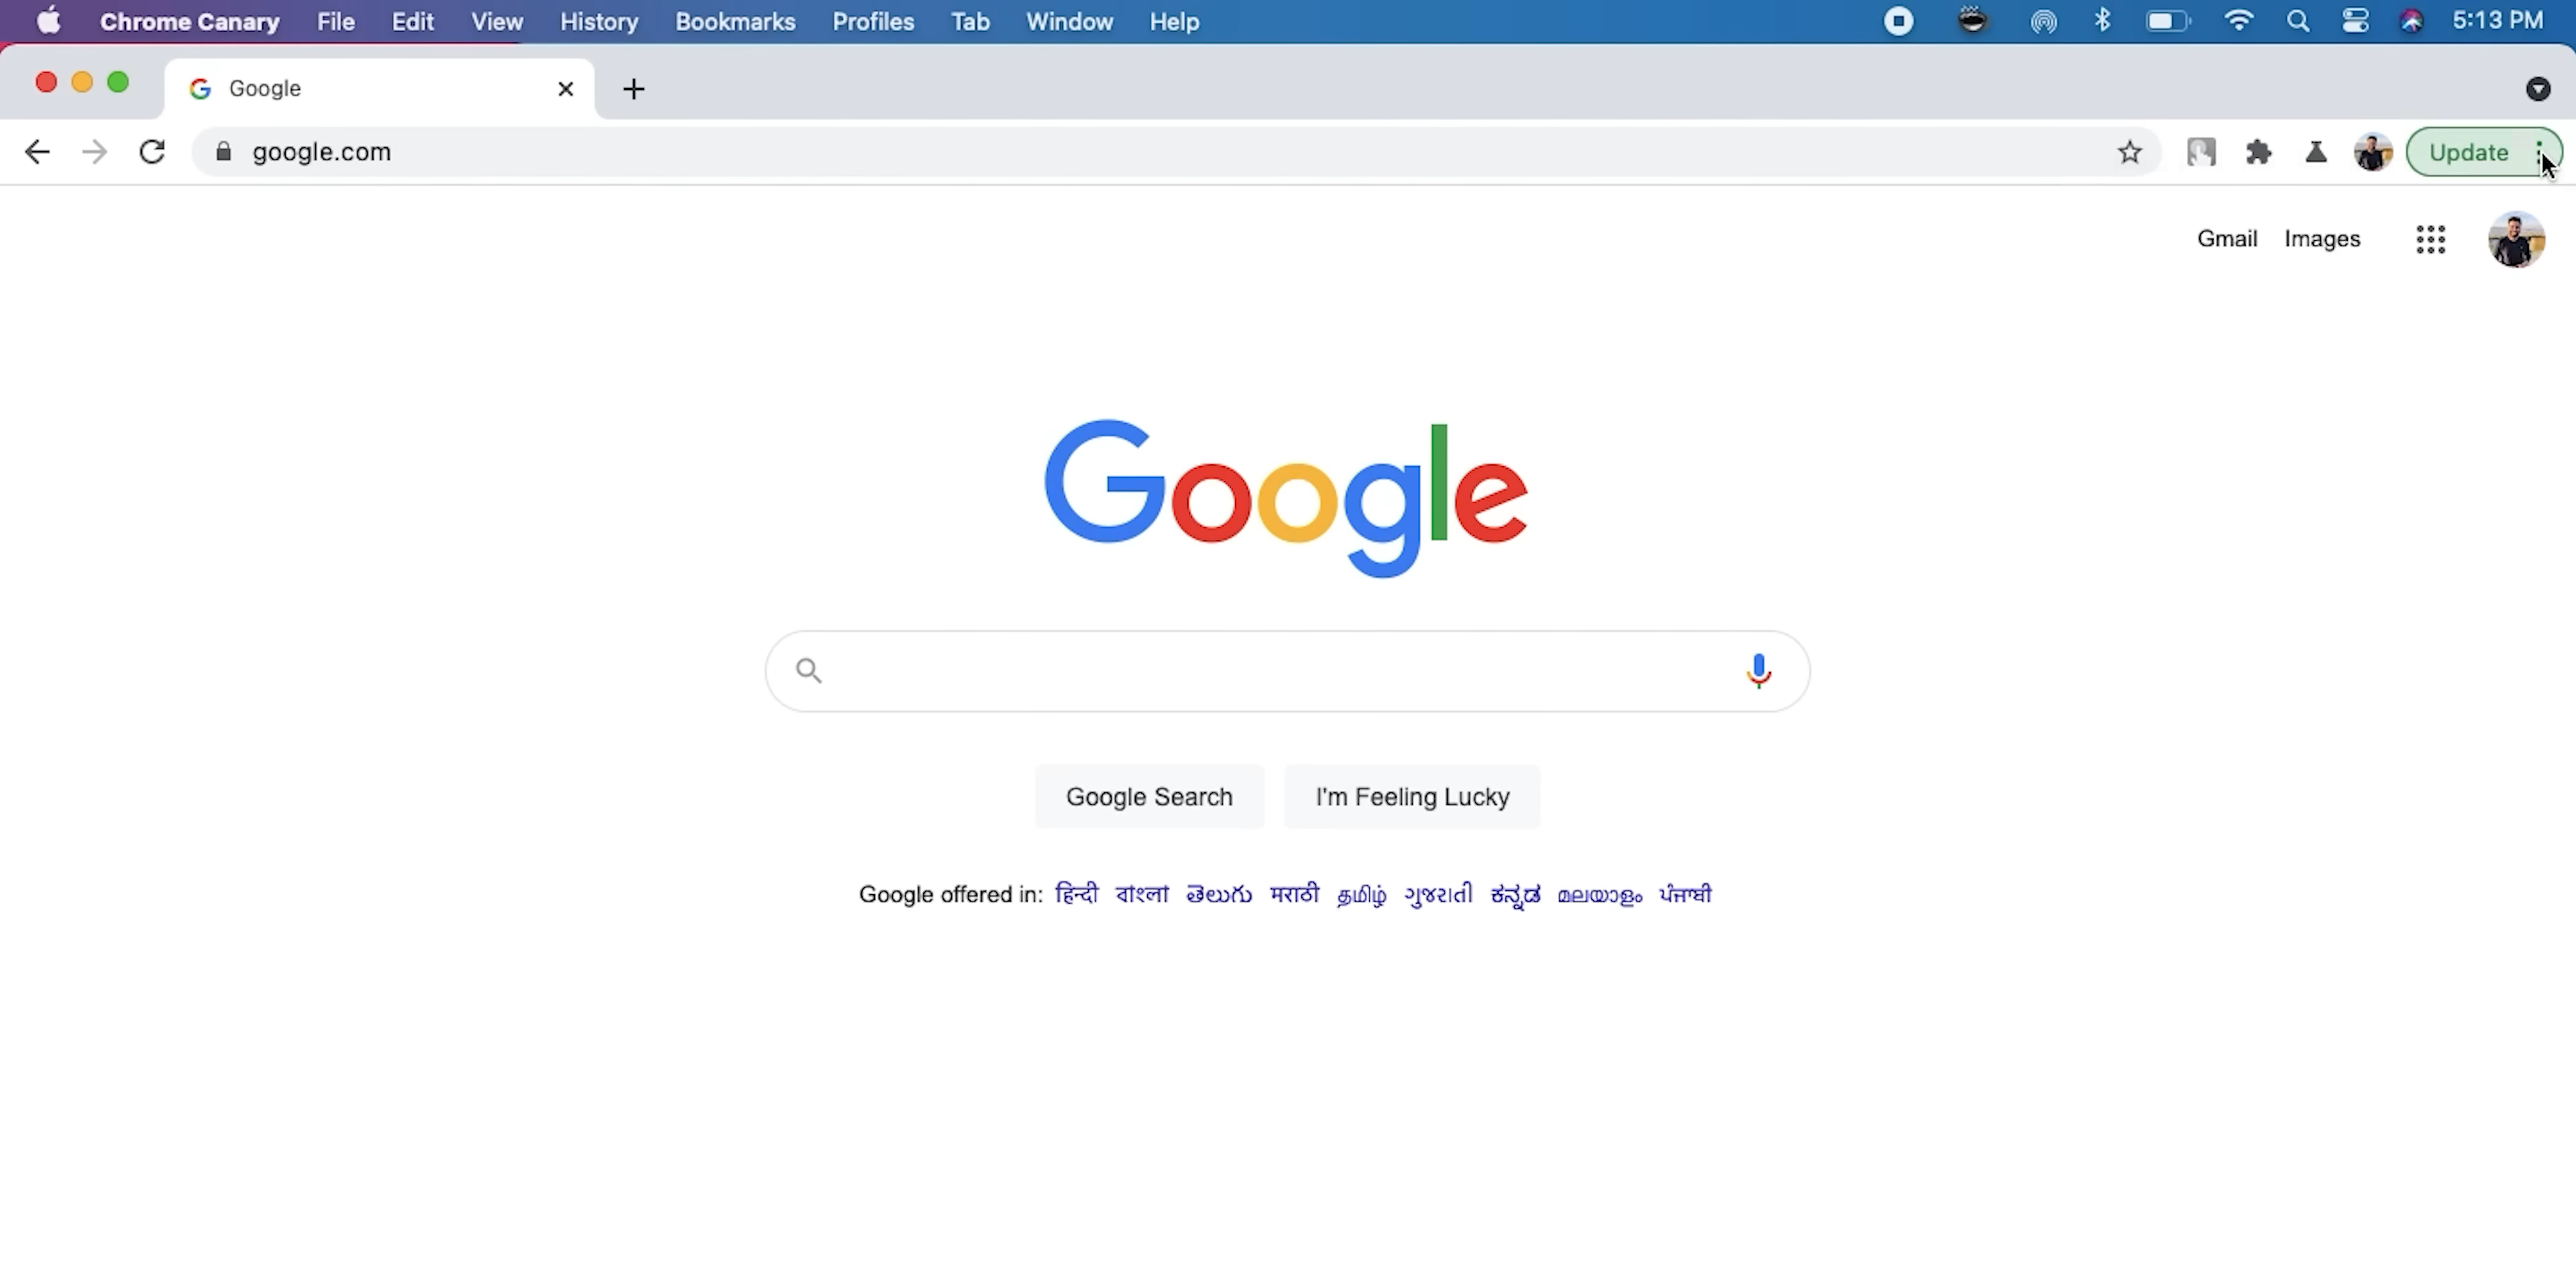 Chrome Canary File Edit View History Bookmarks Profiles Tab Window Help 5:13 PM
Google
google.com Update
Gmail Images
Google
Google Search I'm Feeling Lucky
Google offered in: हिन्दी বাংলা తెలుగు मराठी தமிழ் ગુજરાતી ಕನ್ನಡ മലയാളം ਪੰਜਾਬੀ